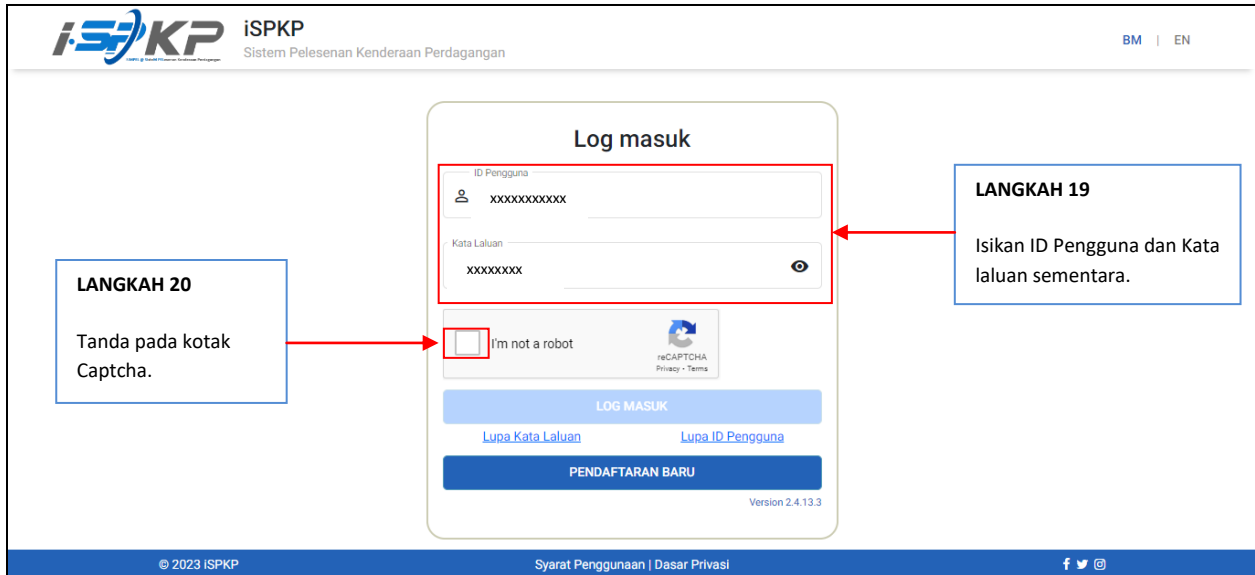 i-SPKP
iSPKP
Sistem Pelesenan Kenderaan Perdagangan
BM | EN
Log masuk
ID Pengguna
xxxxxxxxxxx
Kata Laluan
xxxxxxxx
LANGKAH 19
Isikan ID Pengguna dan Kata
laluan sementara.
LANGKAH 20
Tanda pada kotak
Captcha.
I'm not a robot
reCAPTCHA
Privacy - Terms
LOG MASUK
Lupa Kata Laluan
Lupa ID Pengguna
PENDAFTARAN BARU
Version 2.4.13.3
© 2023 iSPKP
Syarat Penggunaan | Dasar Privasi